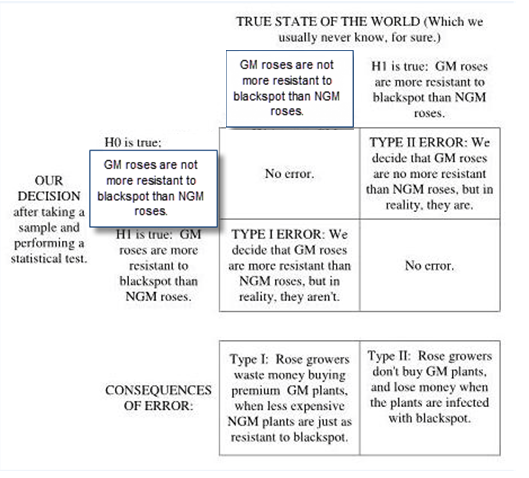 TRUE STATE OF THE WORLD (Which we
usually never know, for sure.)
GM roses are not
more resistant to
blackspot than NGM
roses.
H1 is true:  GM roses
are more resistant to
blackspot than NGM
roses.
OUR
DECISION
after taking a
sample and
performing a
statistical test.
H0 is true:
GM roses are not
more resistant to
blackspot than NGM
roses.
No error.
TYPE II ERROR: We
decide that GM roses
are no more resistant
than NGM roses, but in
reality, they are.
H1 is true:  GM
roses are more
resistant to
blackspot than
NGM roses.
TYPE I ERROR: We
decide that GM roses
are more resistant than
NGM roses, but in
reality, they aren't.
No error.
CONSEQUENCES
OF ERROR:
Type I:  Rose growers
waste money buying
premium  GM plants,
when less expensive
NGM plants are just as
resistant to blackspot.
Type II:  Rose growers
don't buy GM plants,
and lose money when
the plants are infected
with blackspot.